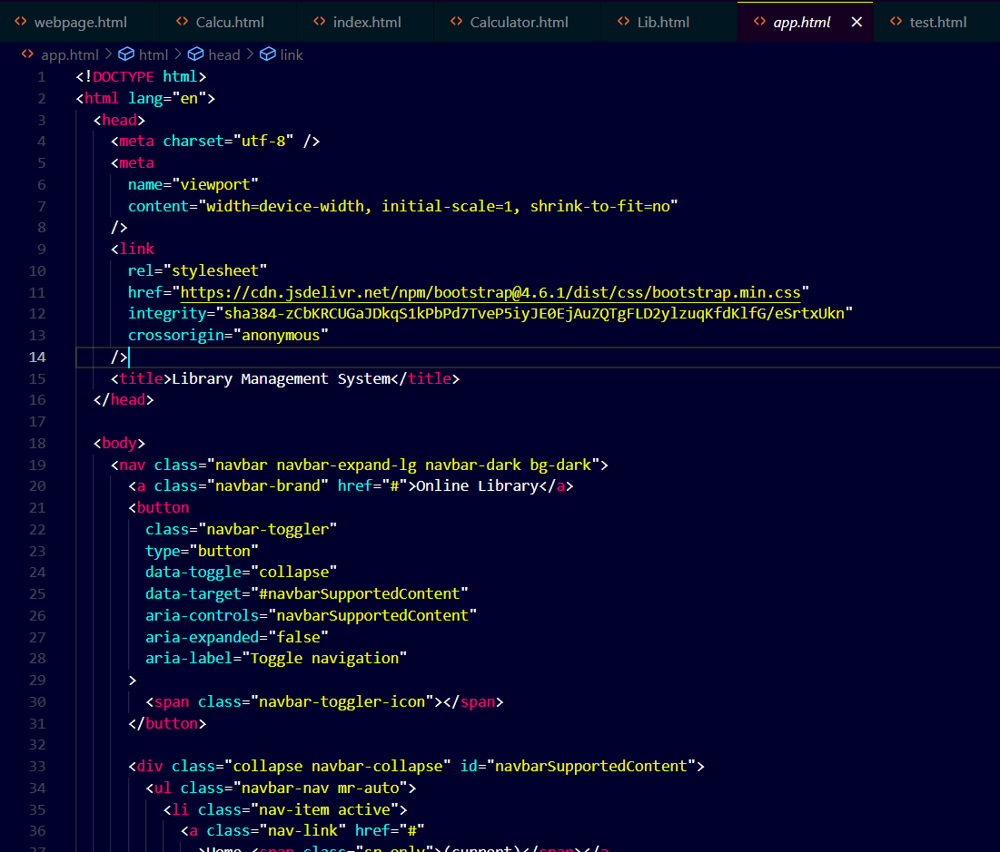 webpage.html Calcu.html index.html Calculator.html Lib.html app.html test.html
app.html > html > head > link
1 <!DOCTYPE html>
2 <html lang="en">
3 <head>
4 <meta charset="utf-8" />
5 <meta
6 name="viewport"
7 content="width=device-width, initial-scale=1, shrink-to-fit=no"
8 />
9 <link
10 rel="stylesheet"
11 href="https://cdn.jsdelivr.net/npm/bootstrap@4.6.1/dist/css/bootstrap.min.css"
12 integrity="sha384-zCbKRCUGaJDkqS1kPbPd7TveP5iyJE0EjAuZQTgFLD2ylzuqKfdKlfG/eSrtxUkn"
13 crossorigin="anonymous"
14 />
15 <title>Library Management System</title>
16 </head>
17
18 <body>
19 <nav class="navbar navbar-expand-lg navbar-dark bg-dark">
20 <a class="navbar-brand" href="#">Online Library</a>
21 <button
22 class="navbar-toggler"
23 type="button"
24 data-toggle="collapse"
25 data-target="#navbarSupportedContent"
26 aria-controls="navbarSupportedContent"
27 aria-expanded="false"
28 aria-label="Toggle navigation"
29 >
30 <span class="navbar-toggler-icon"></span>
31 </button>
32
33 <div class="collapse navbar-collapse" id="navbarSupportedContent">
34 <ul class="navbar-nav mr-auto">
35 <li class="nav-item active">
36 <a class="nav-link" href="#"
37 >Home <span class="sr-only">(current)</span></a